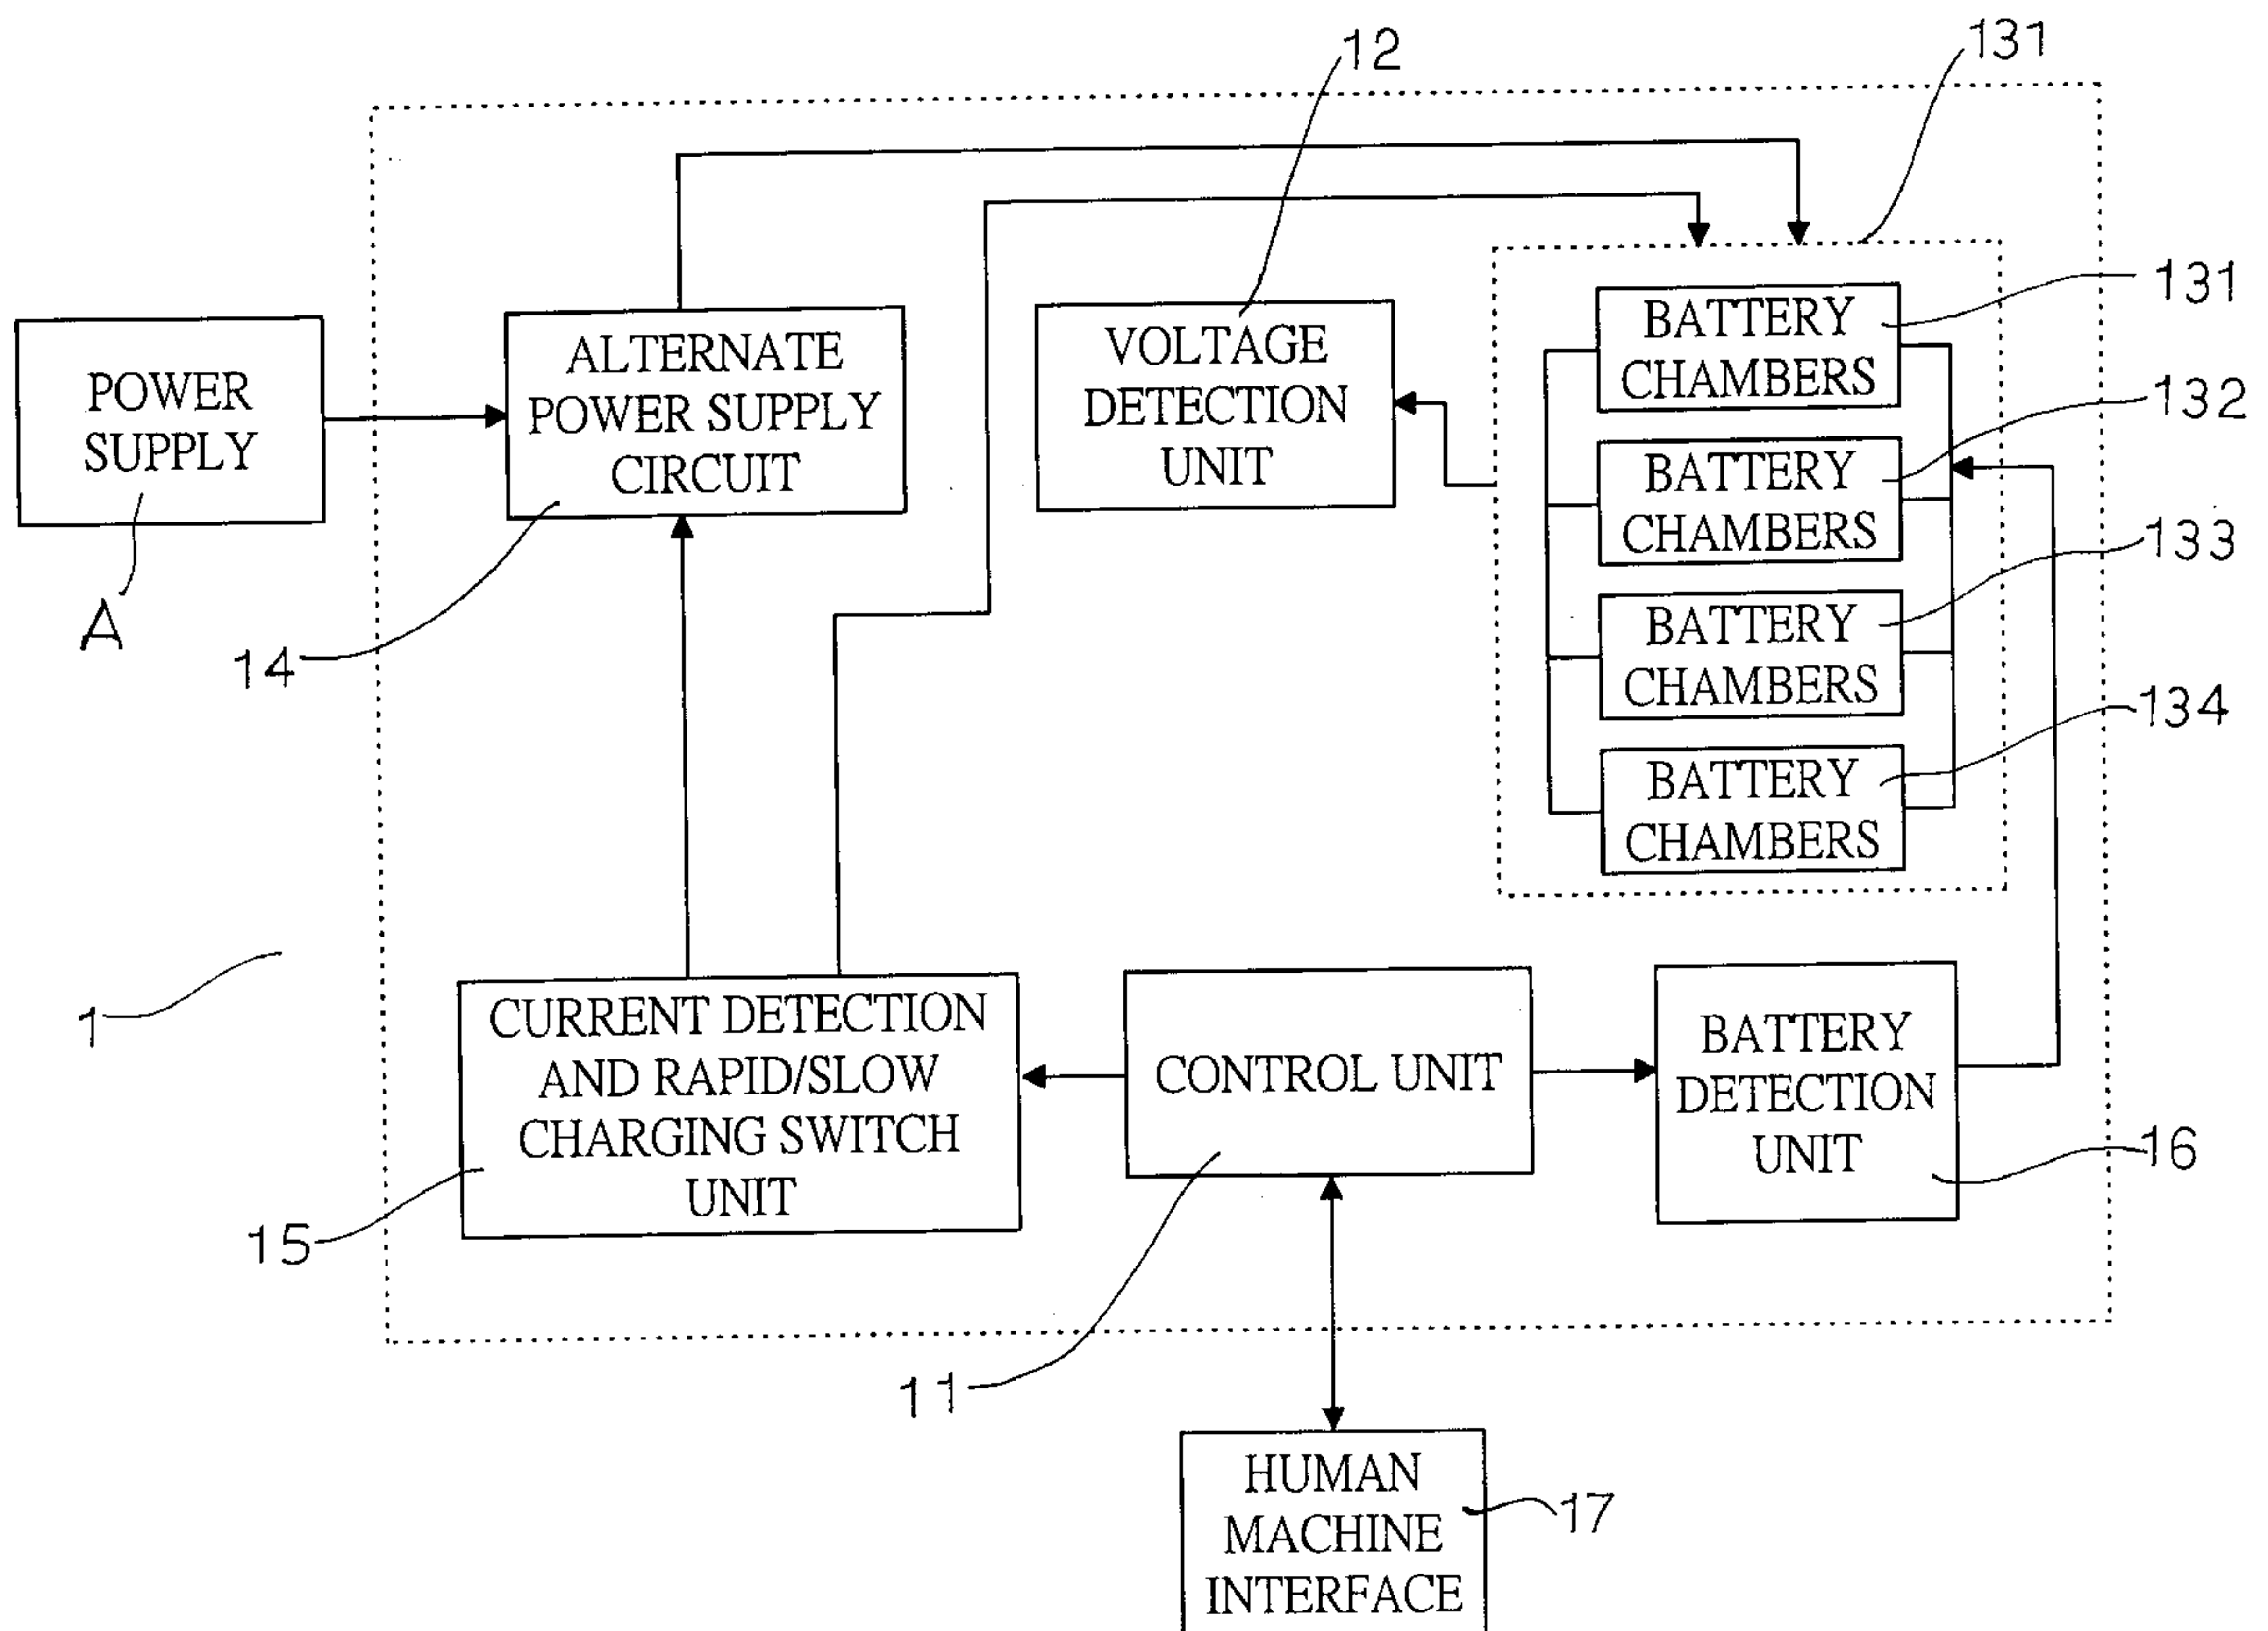 12
131
POWER
SUPPLY
A
ALTERNATE
POWER SUPPLY
CIRCUIT
14
VOLTAGE
DETECTION
UNIT
BATTERY
CHAMBERS
131
BATTERY
CHAMBERS
132
BATTERY
CHAMBERS
133
BATTERY
CHAMBERS
134
1
CURRENT DETECTION
AND RAPID/SLOW
CHARGING SWITCH
UNIT
15
CONTROL UNIT
11
BATTERY
DETECTION
UNIT
16
HUMAN
MACHINE
INTERFACE
17